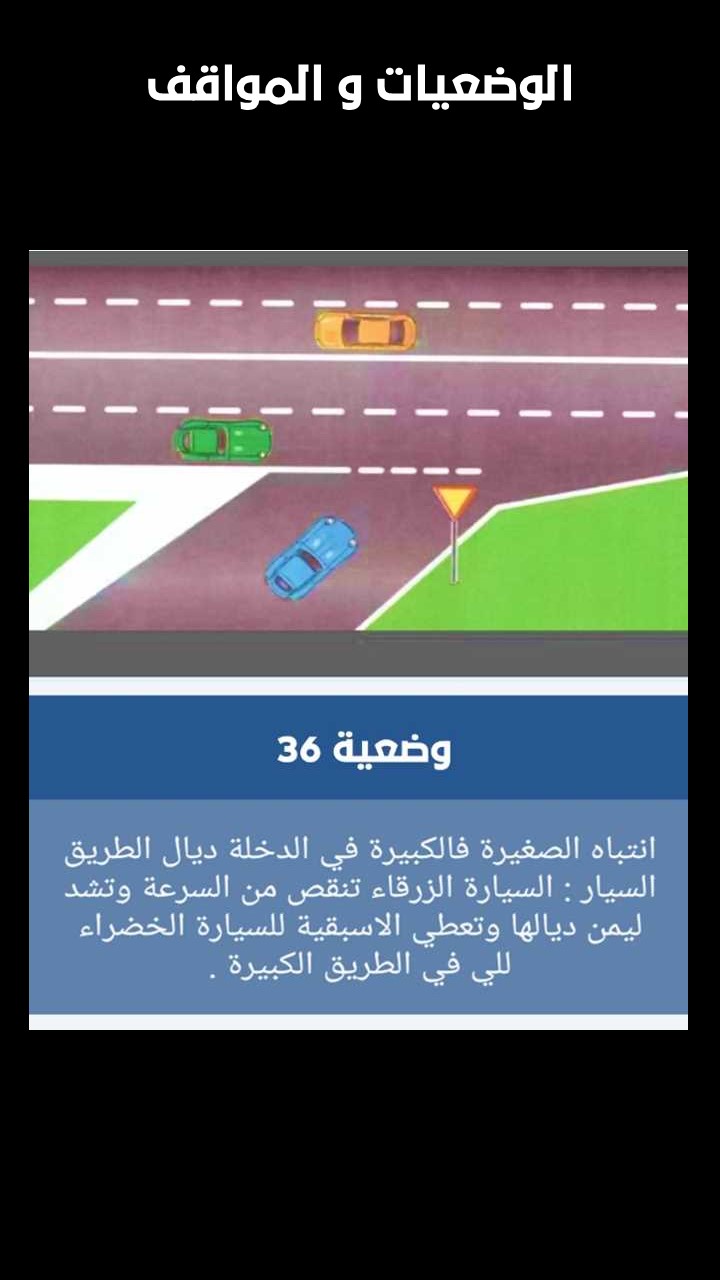 الوضعيات و المواقف
وضعية 36
انتباه الصغيرة فالكبيرة في الدخلة ديال الطريق
السيار : السيارة الزرقاء تنقص من السرعة وتشد
ليمن ديالها وتعطي الاسبقية للسيارة الخضراء
للي في الطريق الكبيرة .